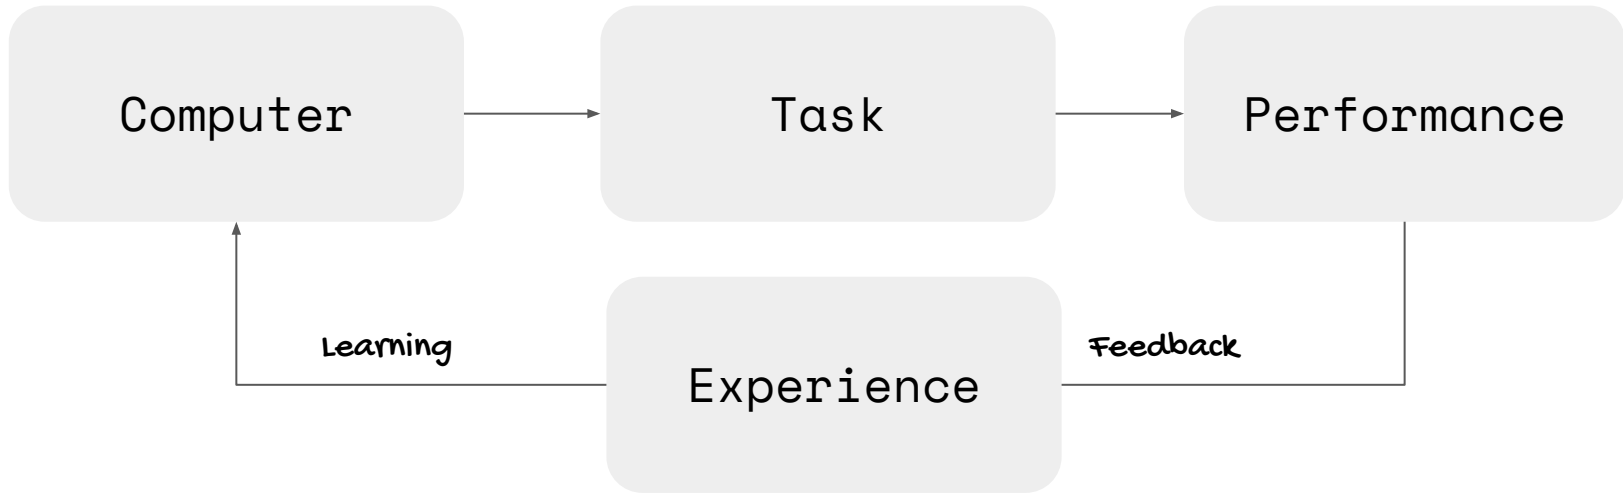 Computer
Task
Performance
Learning
Feedback
Experience